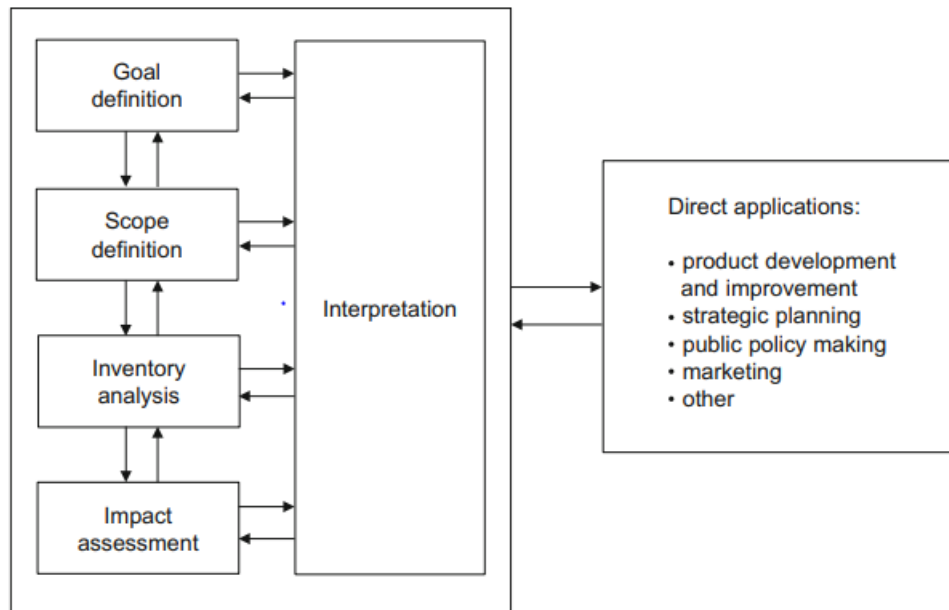 Goal
definition
Scope
definition
Inventory
analysis
Impact
assessment
Interpretation
Direct applications:
• product development
and improvement
• strategic planning
• public policy making
• marketing
• other